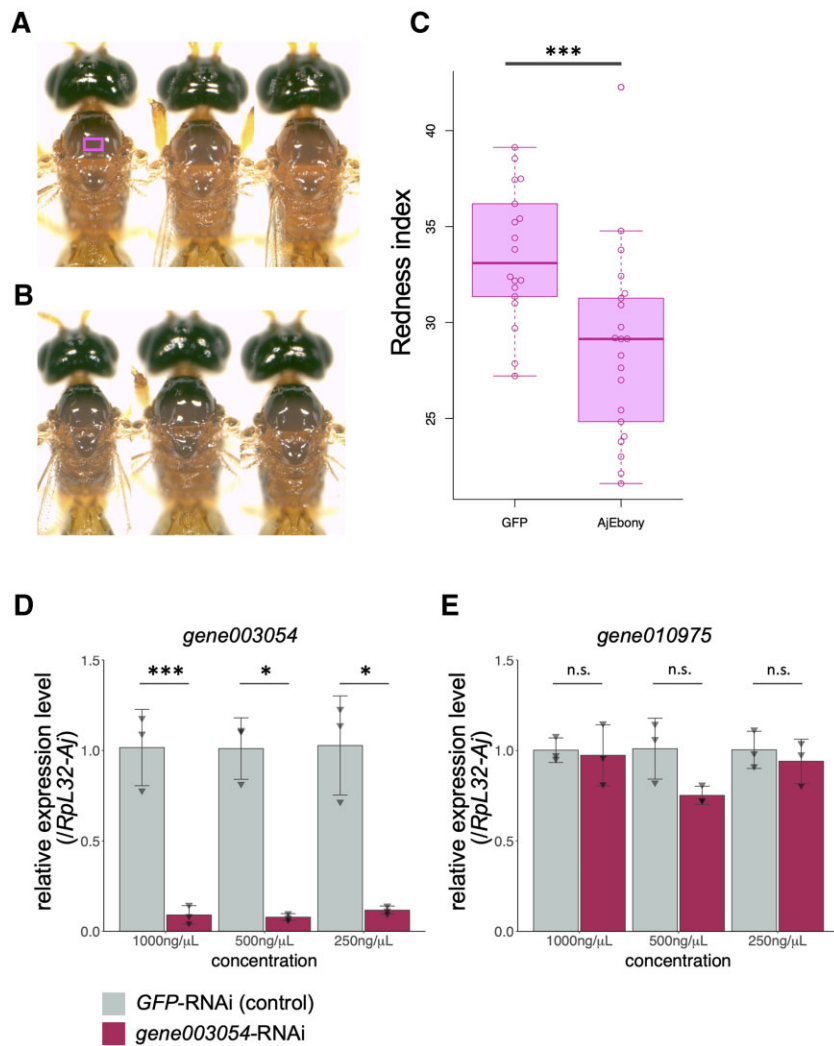 A
B
C
***
Redness index
40
35
30
25
GFP
AjEbony
D
gene003054
***
*
*
relative expression level
(/RpL32-Aj)
1.5
1.0
0.5
0.0
1000ng/μL
500ng/μL
250ng/μL
concentration
E
gene010975
n.s.
n.s.
n.s.
relative expression level
(/RpL32-Aj)
1.5
1.0
0.5
0.0
1000ng/μL
500ng/μL
250ng/μL
concentration
GFP-RNAi (control)
gene003054-RNAi